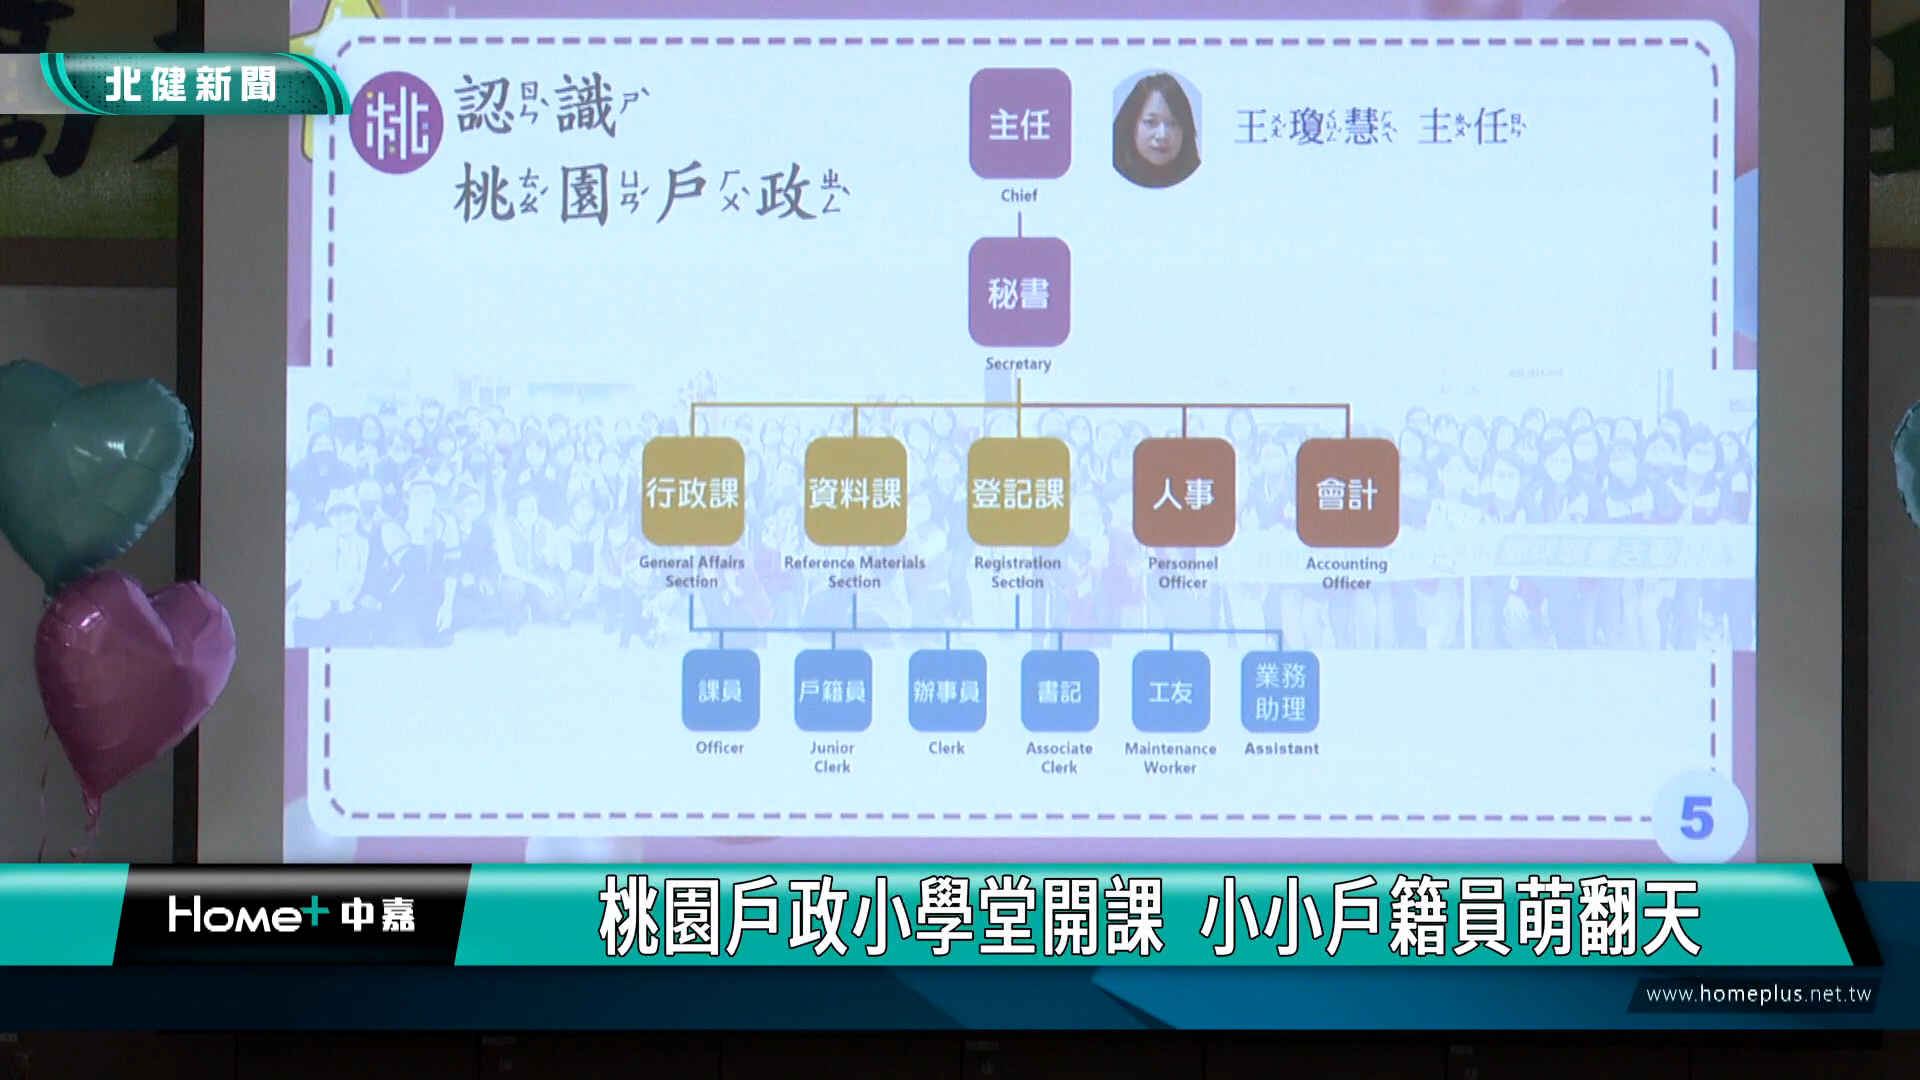 北健新聞
認識
桃園戶政
主任
Chief
王瓊慧 主任
秘書
Secretary
行政課
General Affairs
Section
資料課
Reference Materials
Section
登記課
Registration
Section
人事
Personnel
Officer
會計
Accounting
Officer
課員
Officer
戶籍員
Junior
Clerk
辦事員
Clerk
書記
Associate
Clerk
工友
Maintenance
Worker
業務
助理
Assistant
5
Home+ 中嘉
桃園戶政小學堂開課 小小戶籍員萌翻天
www.homeplus.net.tw